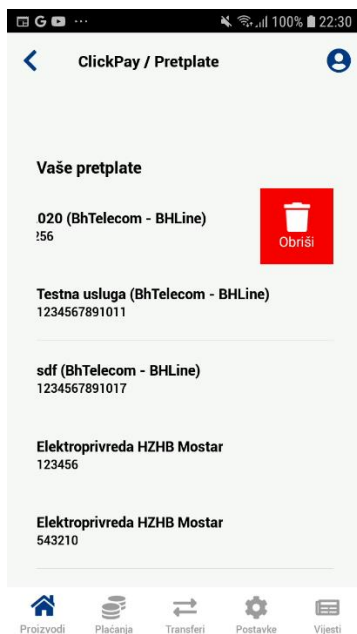 100% 22:30
ClickPay / Pretplate
Vaše pretplate
.020 (BhTelecom - BHLine)
256
Obriši
Testna usluga (BhTelecom - BHLine)
1234567891011
sdf (BhTelecom - BHLine)
1234567891017
Elektroprivreda HZHB Mostar
123456
Elektroprivreda HZHB Mostar
543210
Proizvodi Plaćanja Transferi Postavke Vijesti